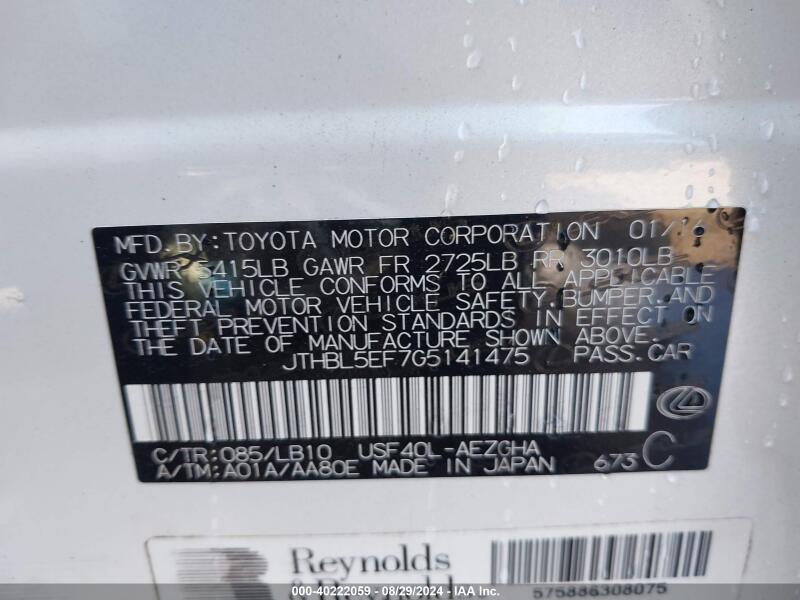 MFD. BY: TOYOTA MOTOR CORPORATION 01/16
GVWR 5415LB GAWR FR 2725LB RR 3010LB
THIS VEHICLE CONFORMS TO ALL APPLICABLE
FEDERAL MOTOR VEHICLE SAFETY, BUMPER, AND
THEFT PREVENTION STANDARDS IN EFFECT ON
THE DATE OF MANUFACTURE SHOWN ABOVE.
JTHBL5EF7G5141475 PASS. CAR
C/TR: 085/LB10 USF40L-AEZGHA
A/TM: A01A/AA80E MADE IN JAPAN 673 C
Reynolds
575886308075
000-40222059 - 08/29/2024 - IAA, Inc.